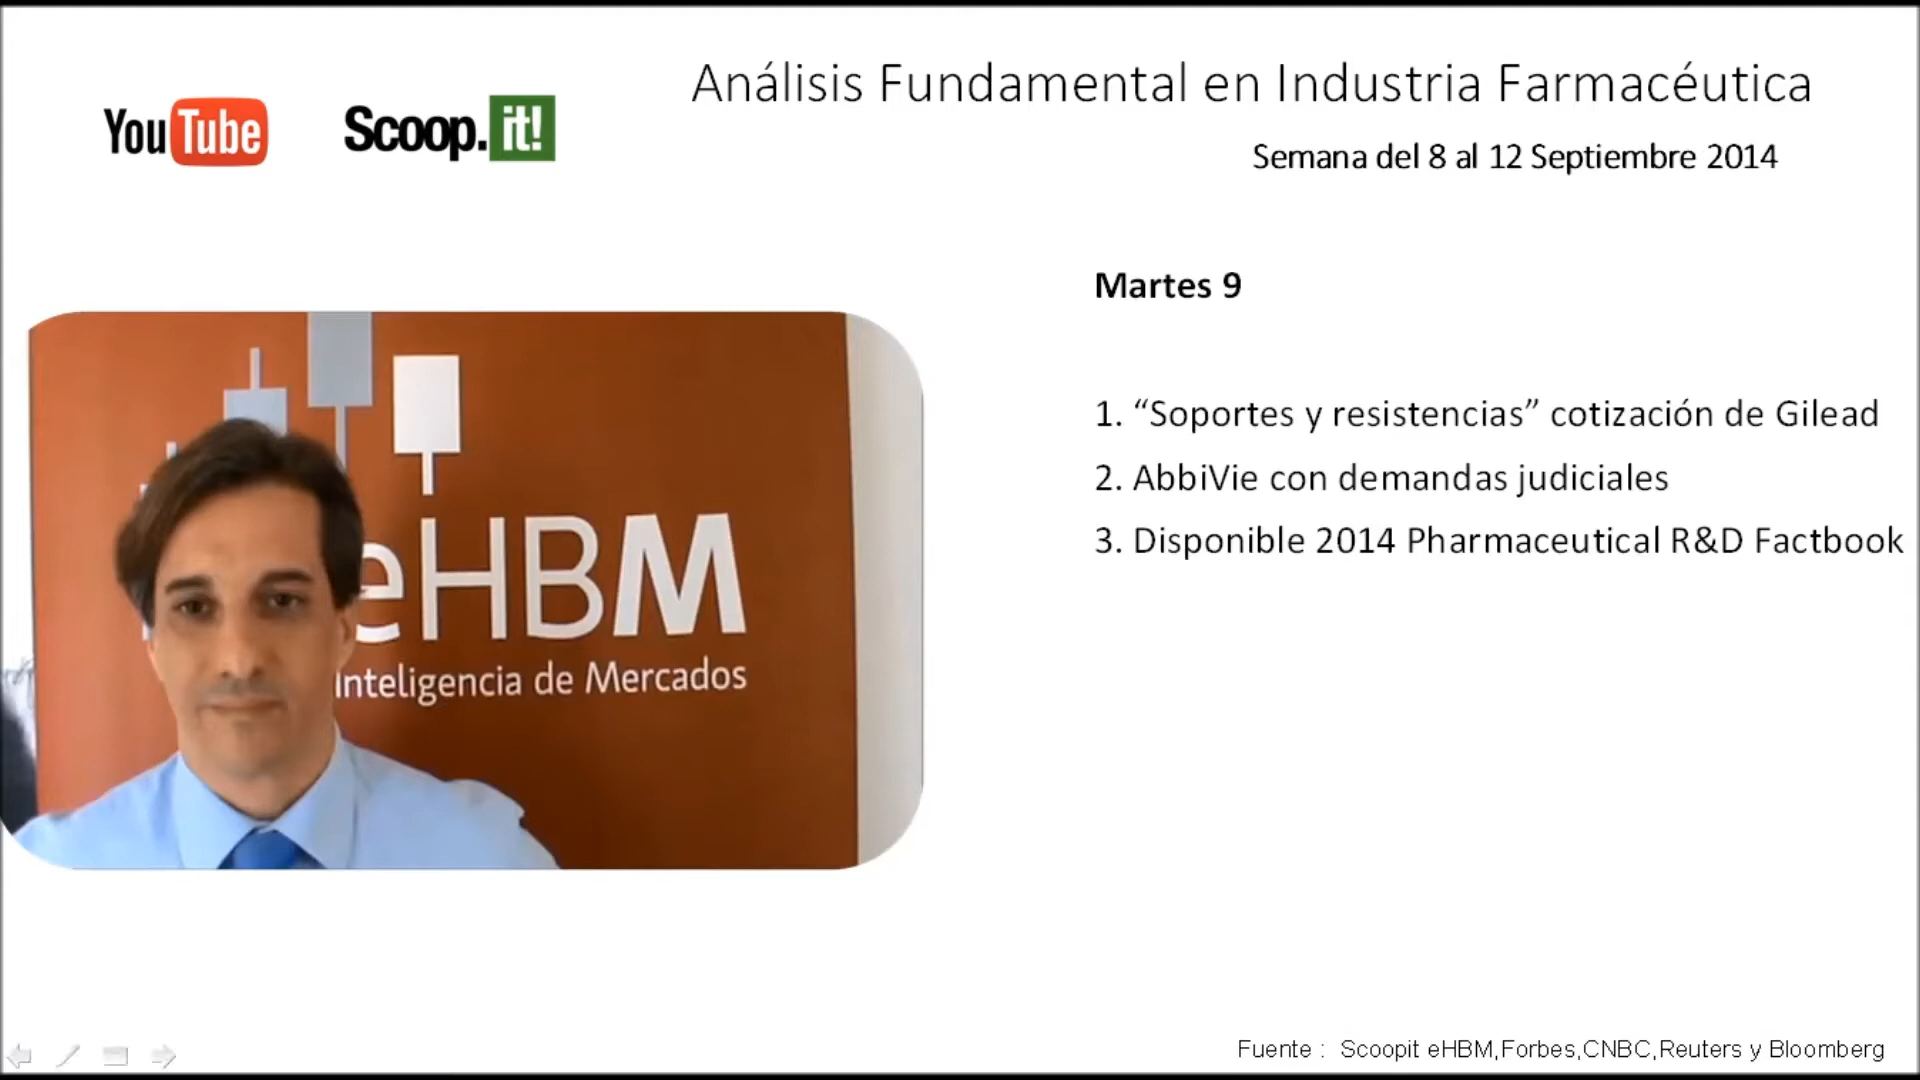 YouTube
Scoop.it!
Análisis Fundamental en Industria Farmacéutica
Semana del 8 al 12 Septiembre 2014
Martes 9
1. “Soportes y resistencias” cotización de Gilead
2. AbbiVie con demandas judiciales
3. Disponible 2014 Pharmaceutical R&D Factbook
eHBM
Inteligencia de Mercados
Fuente : Scoopit eHBM,Forbes,CNBC,Reuters y Bloomberg